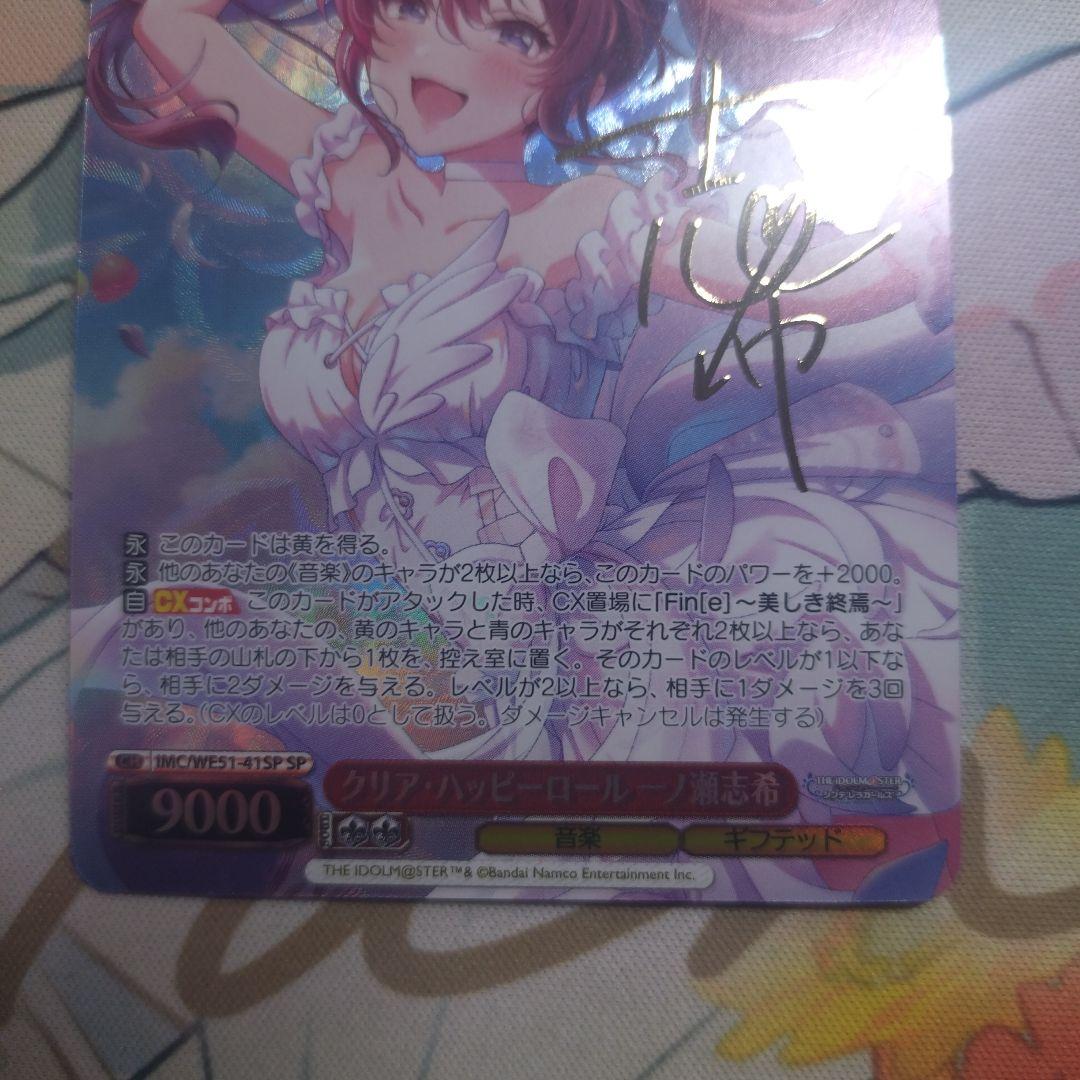 永 このカードは黄を得る。
永 他のあなたの《音楽》のキャラが2枚以上なら、このカードのパワーを+2000。
自 CXコンボ このカードがアタックした時、CX置場に「Fin[e]～美しき終焉～」
があり、他のあなたの、黄のキャラと青のキャラがそれぞれ2枚以上なら、あな
たは相手の山札の下から1枚を、控え室に置く。そのカードのレベルが1以下な
ら、相手に2ダメージを与える。レベルが2以上なら、相手に1ダメージを3回
与える。(CXのレベルは0として扱う。ダメージキャンセルは発生する)
CH IMC/WE51-41SP SP
クリア・ハッピーロール 一ノ瀬志希
THE IDOLM@STER
シンデレラガールズ
9000
音楽 ギフテッド
THE IDOLM@STER™& ©Bandai Namco Entertainment Inc.